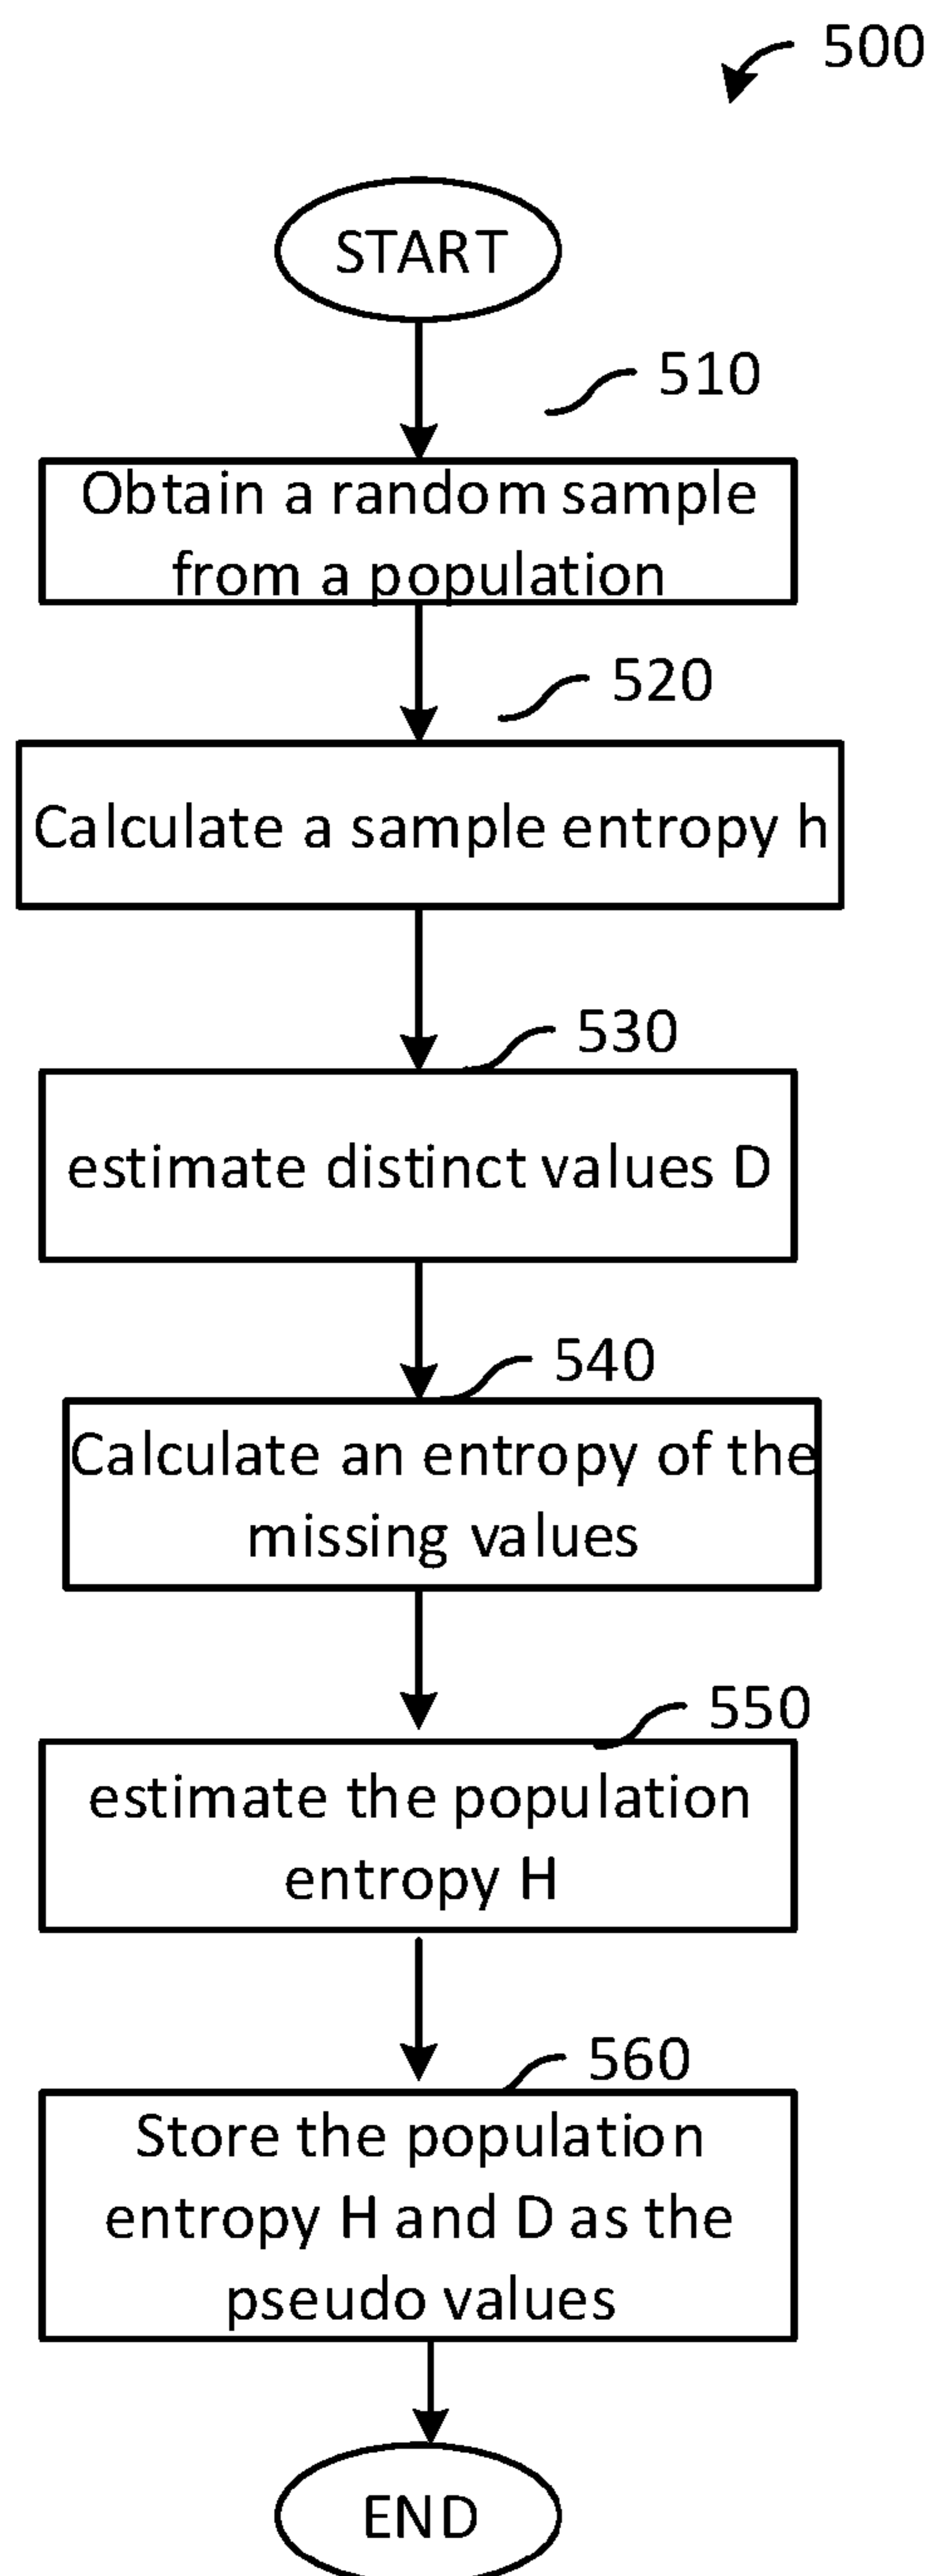 500
START
510
Obtain a random sample
from a population
520
Calculate a sample entropy h
530
estimate distinct values D
540
Calculate an entropy of the
missing values
550
estimate the population
entropy H
560
Store the population
entropy H and D as the
pseudo values
END